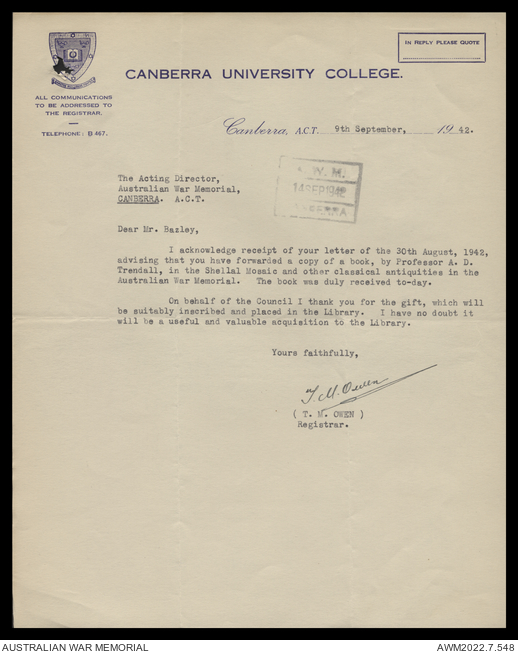 IN REPLY PLEASE QUOTE
CANBERRA UNIVERSITY COLLEGE.
ALL COMMUNICATIONS
TO BE ADDRESSED TO
THE REGISTRAR.
TELEPHONE: B 467.
Canberra, A.C.T. 9th September, 1942.
The Acting Director,
Australian War Memorial,
CANBERRA. A.C.T.
W. M.
14 SEP 1942
CANBERRA
Dear Mr. Bazley,
I acknowledge receipt of your letter of the 30th August, 1942,
advising that you have forwarded a copy of a book, by Professor A. D.
Trendall, in the Shellal Mosaic and other classical antiquities in the
Australian War Memorial. The book was duly received to-day.
On behalf of the Council I thank you for the gift, which will
be suitably inscribed and placed in the Library. I have no doubt it
will be a useful and valuable acquisition to the Library.
Yours faithfully,
T. M. Owen
( T. M. OWEN )
Registrar.
AUSTRALIAN WAR MEMORIAL
AWM2022.7.548